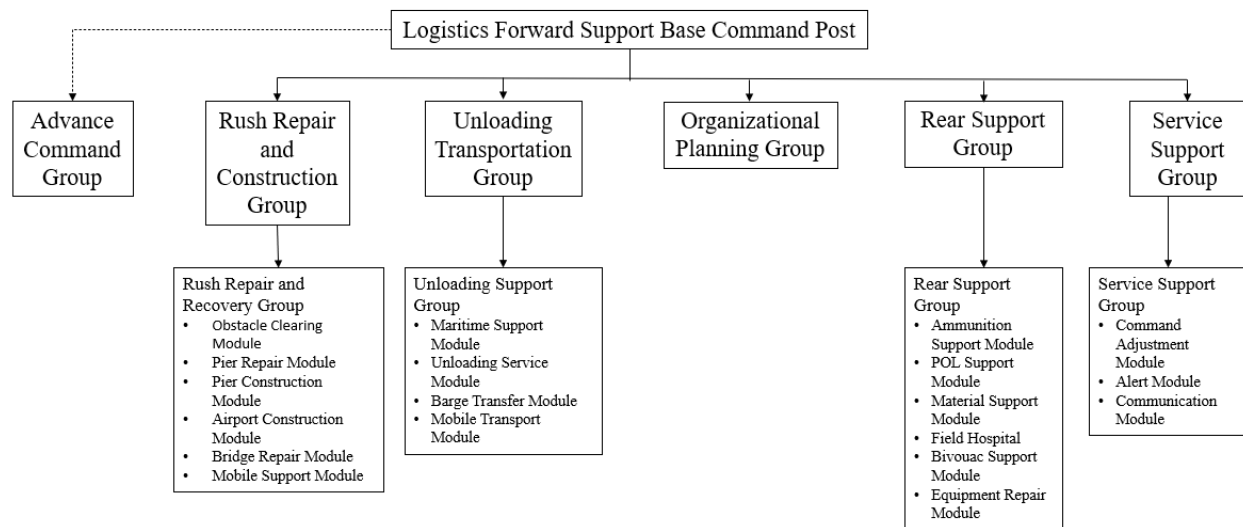 Logistics Forward Support Base Command Post
Advance
Command
Group
Rush Repair
and
Construction
Group
Unloading
Transportation
Group
Organizational
Planning Group
Rear Support
Group
Service
Support
Group
Rush Repair and
Recovery Group
• Obstacle Clearing
Module
• Pier Repair Module
• Pier Construction
Module
• Airport Construction
Module
• Bridge Repair Module
• Mobile Support Module
Unloading Support
Group
• Maritime Support
Module
• Unloading Service
Module
• Barge Transfer Module
• Mobile Transport
Module
Rear Support
Group
• Ammunition
Support Module
• POL Support
Module
• Material Support
Module
• Field Hospital
• Bivouac Support
Module
• Equipment Repair
Module
Service Support
Group
• Command
Adjustment
Module
• Alert Module
• Communication
Module